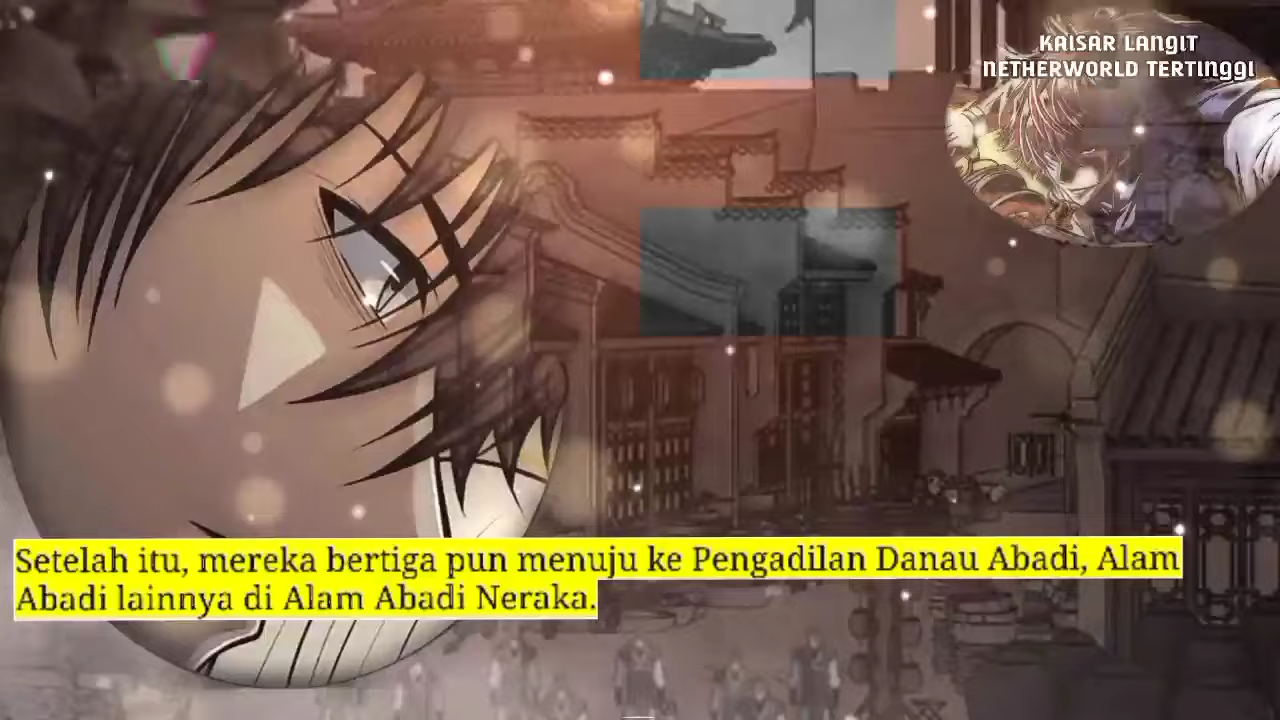 KAISAR LANGIT
NETHERWORLD TERTINGGI
Setelah itu, mereka bertiga pun menuju ke Pengadilan Danau Abadi, Alam
Abadi lainnya di Alam Abadi Neraka.